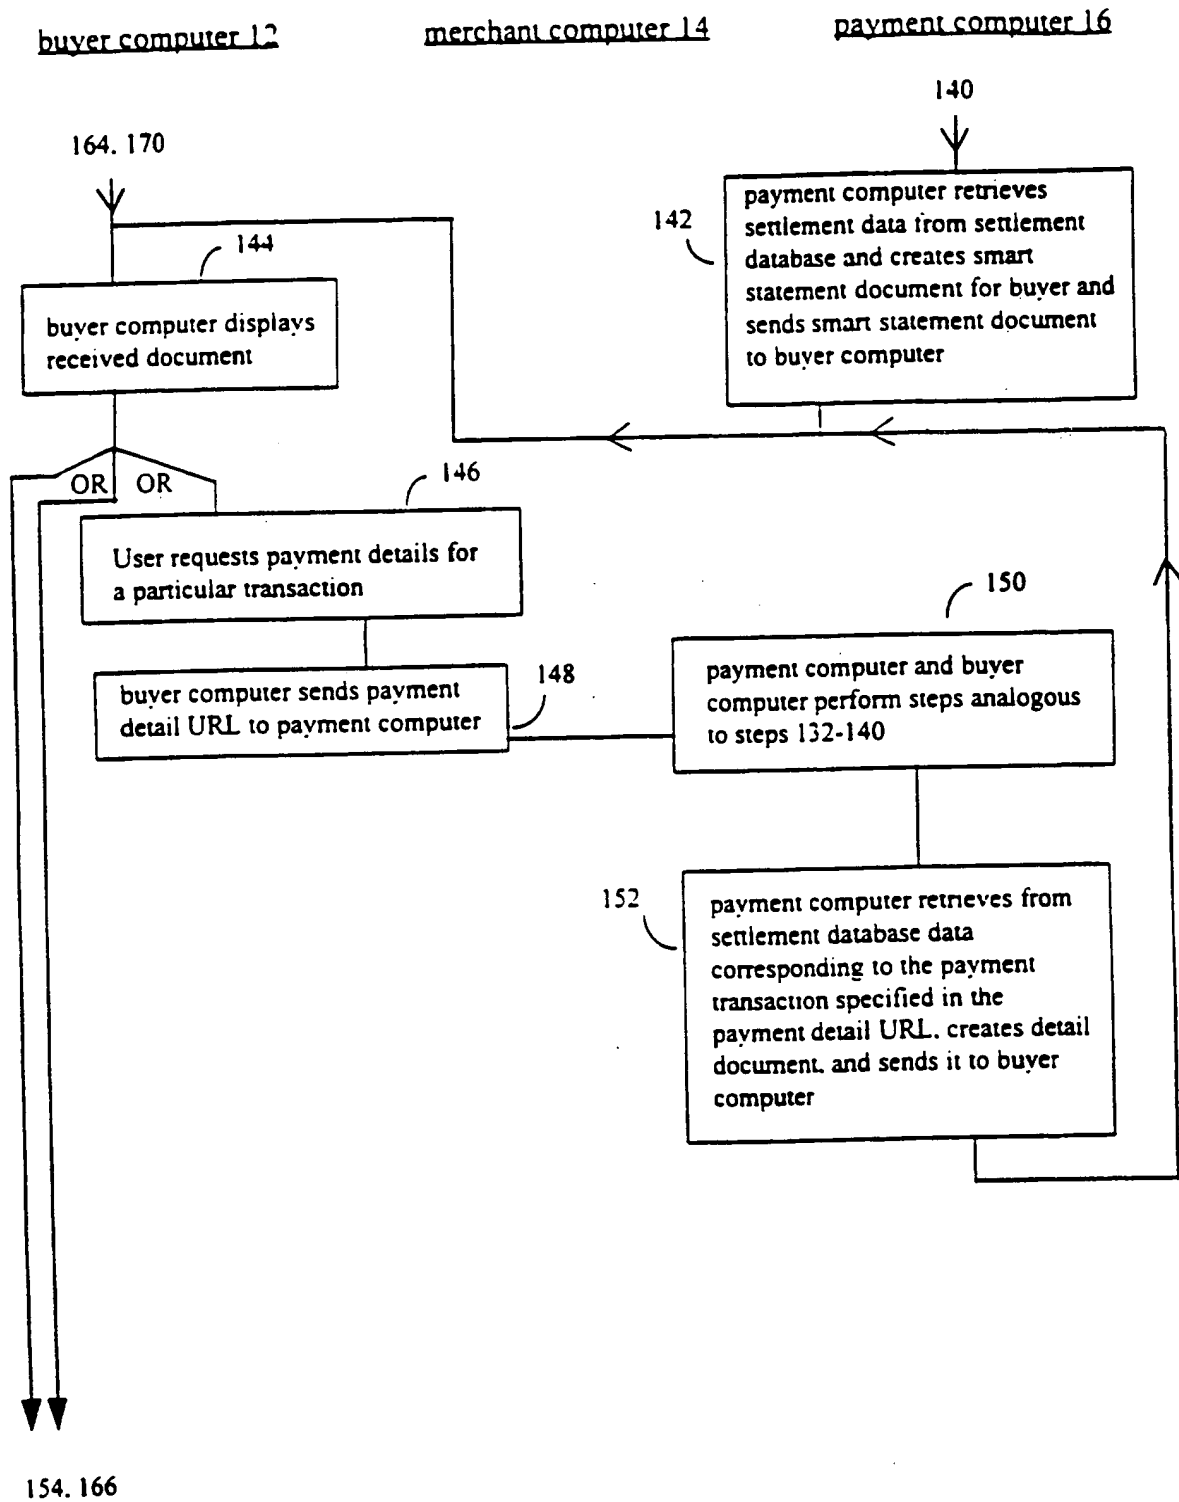 buyer computer 12
merchant computer 14
payment computer 16
140
164. 170
142
payment computer retrieves
settlement data from settlement
database and creates smart
statement document for buyer and
sends smart statement document
to buyer computer
144
buyer computer displays
received document
OR
OR
146
User requests payment details for
a particular transaction
150
148
buyer computer sends payment
detail URL to payment computer
payment computer and buyer
computer perform steps analogous
to steps 132-140
152
payment computer retrieves from
settlement database data
corresponding to the payment
transaction specified in the
payment detail URL. creates detail
document. and sends it to buyer
computer
154. 166